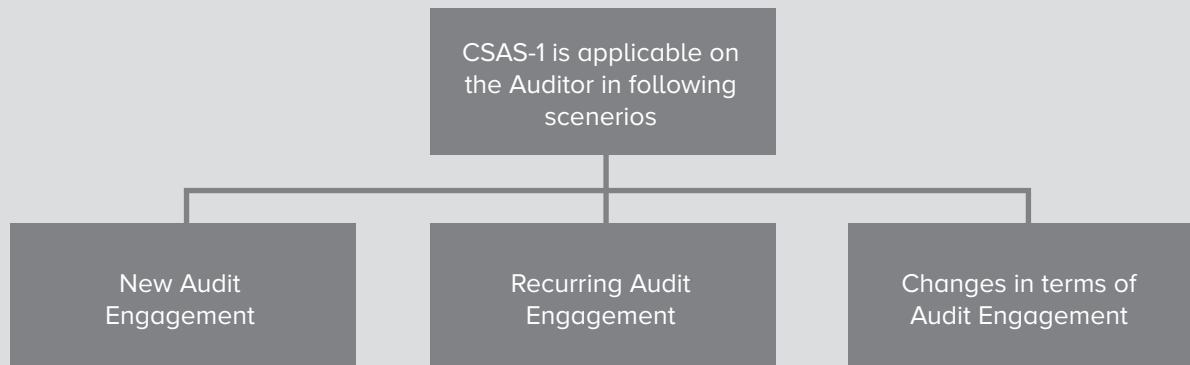 CSAS-1 is applicable on
the Auditor in following
scenerios
New Audit
Engagement
Recurring Audit
Engagement
Changes in terms of
Audit Engagement